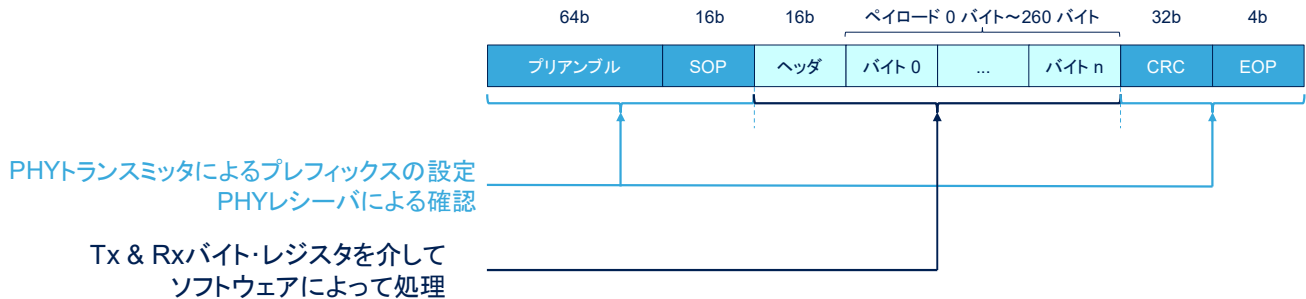 64b 16b 16b ペイロード 0 バイト～260 バイト 32b 4b
プリアンブル SOP ヘッダ バイト 0 ... バイト n CRC EOP
PHYトランスミッタによるプレフィックスの設定
PHYレシーバによる確認
Tx & Rxバイト・レジスタを介して
ソフトウェアによって処理